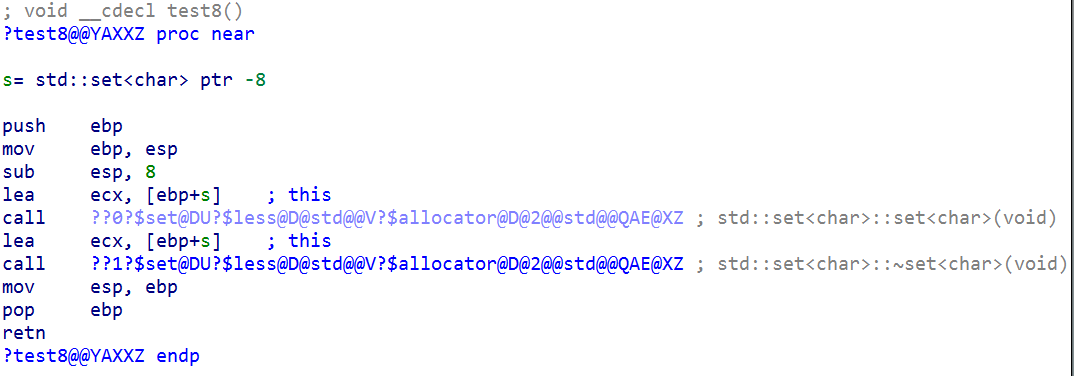 ; void __cdecl test8()
?test8@@YAXXZ proc near
s= std::set<char> ptr -8
push ebp
mov ebp, esp
sub esp, 8
lea ecx, [ebp+s] ; this
call ??0?$set@DU?$less@D@std@@V?$allocator@D@2@@std@@QAE@XZ ; std::set<char>::set<char>(void)
lea ecx, [ebp+s] ; this
call ??1?$set@DU?$less@D@std@@V?$allocator@D@2@@std@@QAE@XZ ; std::set<char>::~set<char>(void)
mov esp, ebp
pop ebp
retn
?test8@@YAXXZ endp